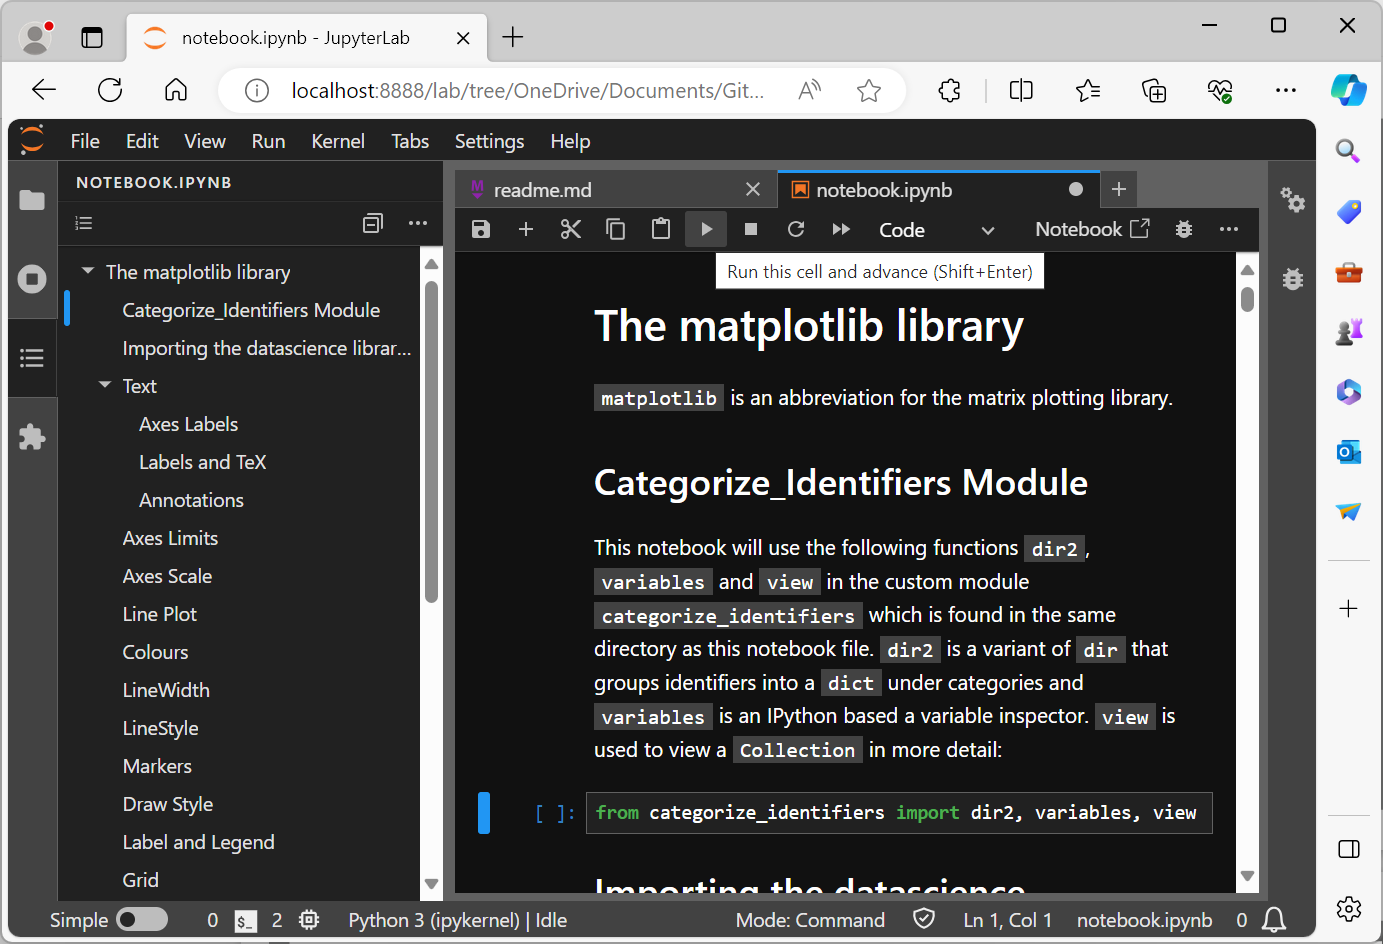 notebook.ipynb - JupyterLab
localhost:8888/lab/tree/OneDrive/Documents/Git...
File Edit View Run Kernel Tabs Settings Help
NOTEBOOK.IPYNB
The matplotlib library
Categorize_Identifiers Module
Importing the datascience librar...
Text
Axes Labels
Labels and TeX
Annotations
Axes Limits
Axes Scale
Line Plot
Colours
LineWidth
LineStyle
Markers
Draw Style
Label and Legend
Grid
readme.md
notebook.ipynb
Code
Notebook
Run this cell and advance (Shift+Enter)
The matplotlib library
matplotlib is an abbreviation for the matrix plotting library.
Categorize_Identifiers Module
This notebook will use the following functions dir2,
variables and view in the custom module
categorize_identifiers which is found in the same
directory as this notebook file. dir2 is a variant of dir that
groups identifiers into a dict under categories and
variables is an IPython based a variable inspector. view is
used to view a Collection in more detail:
[ ]: from categorize_identifiers import dir2, variables, view
Importing the datascience
Simple 0 $_ 2 Python 3 (ipykernel) | Idle Mode: Command Ln 1, Col 1 notebook.ipynb 0